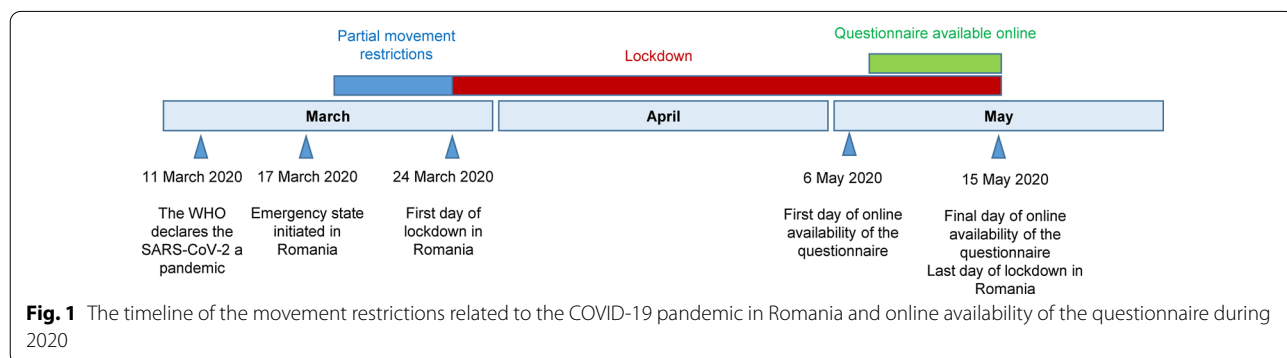 Partial movement
restrictions
Lockdown
Questionnaire available online
March
April
May
11 March 2020
The WHO
declares the
SARS-CoV-2 a
pandemic
17 March 2020
Emergency state
initiated in
Romania
24 March 2020
First day of
lockdown in
Romania
6 May 2020
First day of online
availability of the
questionnaire
15 May 2020
Final day of online
availability of the
questionnaire
Last day of lockdown in
Romania
Fig. 1 The timeline of the movement restrictions related to the COVID-19 pandemic in Romania and online availability of the questionnaire during
2020